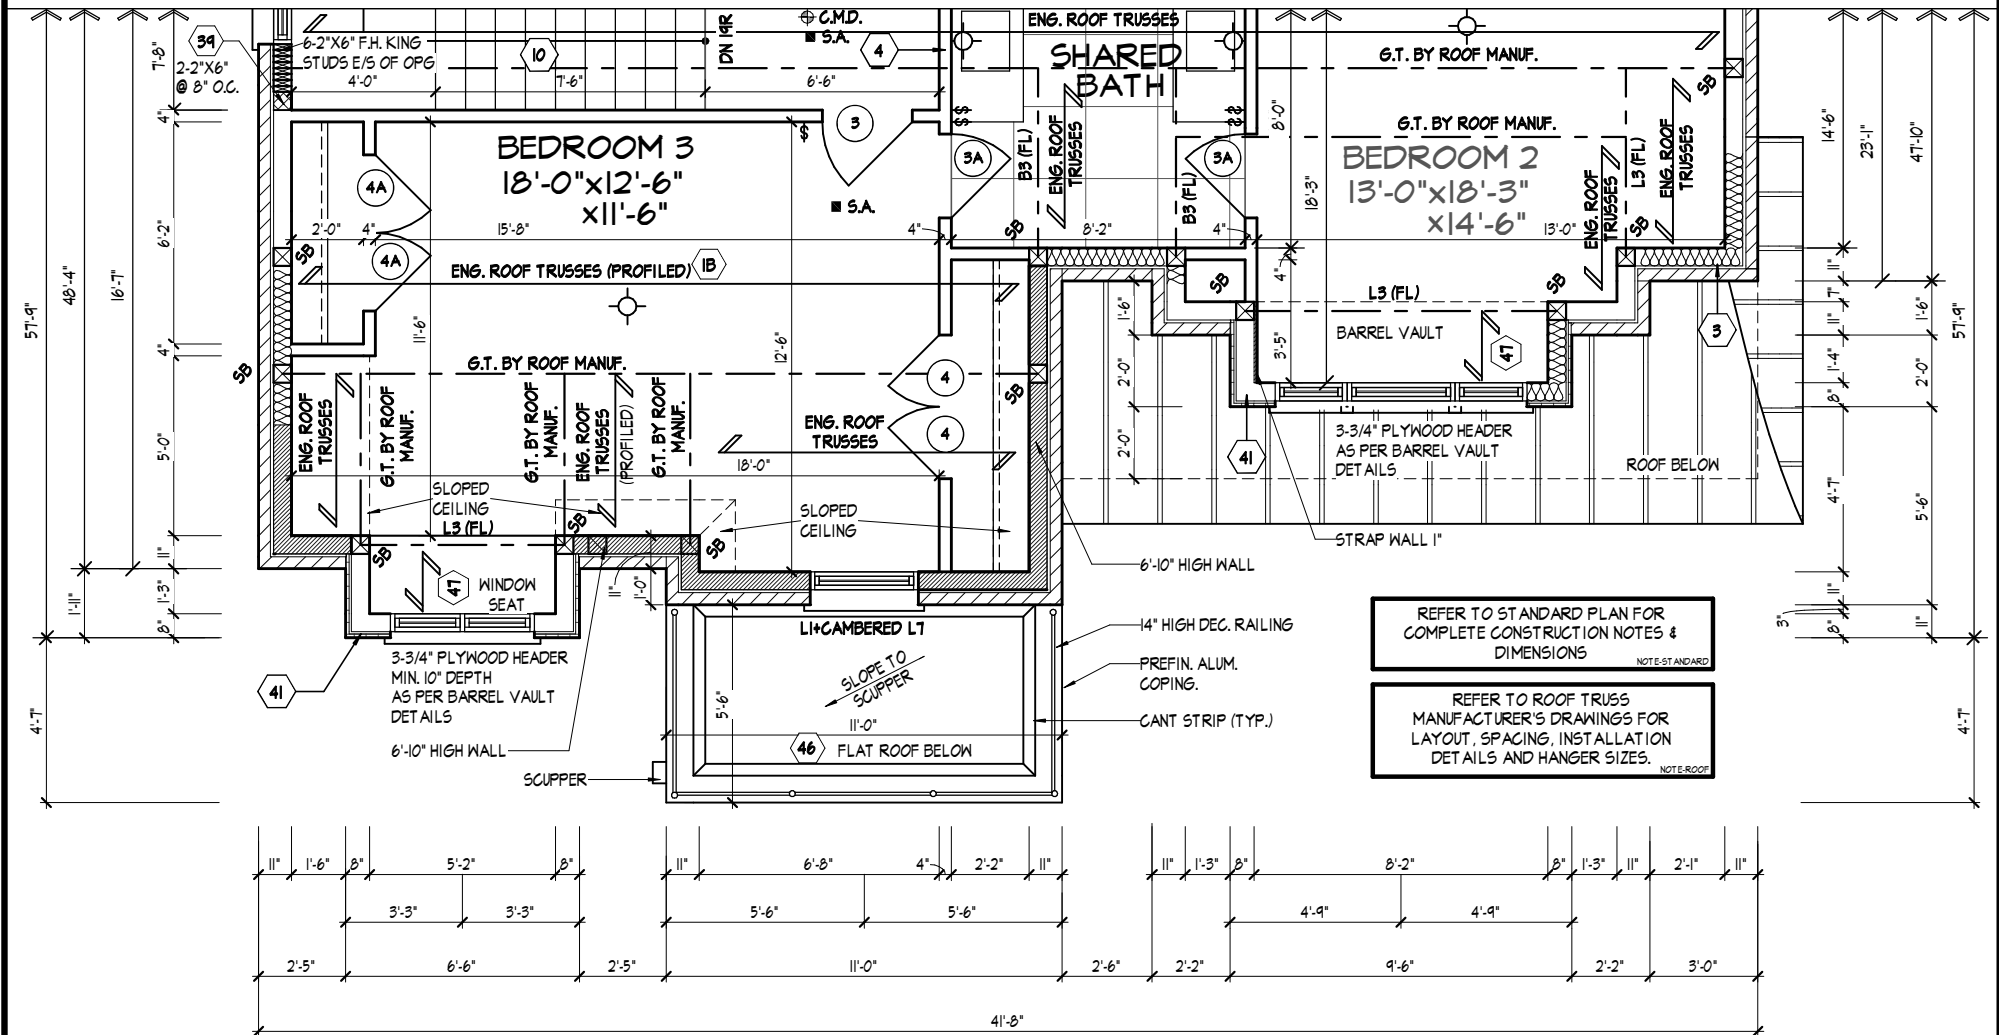 39
6-2"X6" F.H. KING
STUDS E/S OF OPG
2-2"X6"
@ 8" O.C.
10
DN 19R
C.M.D.
S.A.
4
4'-0"
7'-6"
6'-6"
3
ENG. ROOF TRUSSES
SHARED
BATH
G.T. BY ROOF MANUF.
G.T. BY ROOF MANUF.
SB
BEDROOM 3
18'-0"x12'-6"
x11'-6"
S.A.
4A
4A
3A
3A
B3 (FL)
ENG. ROOF
TRUSSES
B3 (FL)
8'-0"
18'-3"
BEDROOM 2
13'-0"x18'-3"
x14'-6"
ENG. ROOF
TRUSSES
L3 (FL)
ENG. ROOF
TRUSSES
2'-0"
4"
15'-8"
4"
8'-2"
4"
13'-0"
SB
SB
SB
SB
SB
ENG. ROOF TRUSSES (PROFILED)
1B
11'-6"
12'-6"
4"
3'-5"
L3 (FL)
BARREL VAULT
47
3
G.T. BY ROOF MANUF.
SB
SB
ENG. ROOF
TRUSSES
G.T. BY ROOF
MANUF.
G.T. BY ROOF
MANUF.
ENG. ROOF
TRUSSES
(PROFILED)
G.T. BY ROOF
MANUF.
ENG. ROOF
TRUSSES
4
4
18'-0"
SLOPED
CEILING
SLOPED
CEILING
L3 (FL)
SB
SB
SB
47
WINDOW
SEAT
11"
1'-0"
1'-6"
2'-0"
2'-0"
41
3-3/4" PLYWOOD HEADER
AS PER BARREL VAULT
DETAILS
ROOF BELOW
STRAP WALL 1"
6'-10" HIGH WALL
14" HIGH DEC. RAILING
PREFIN. ALUM.
COPING.
CANT STRIP (TYP.)
L1+CAMBERED L7
SLOPE TO
SCUPPER
5'-6"
11'-0"
46
FLAT ROOF BELOW
41
3-3/4" PLYWOOD HEADER
MIN. 10" DEPTH
AS PER BARREL VAULT
DETAILS
6'-10" HIGH WALL
SCUPPER
REFER TO STANDARD PLAN FOR
COMPLETE CONSTRUCTION NOTES &
DIMENSIONS
NOTE-STANDARD
REFER TO ROOF TRUSS
MANUFACTURER'S DRAWINGS FOR
LAYOUT, SPACING, INSTALLATION
DETAILS AND HANGER SIZES.
NOTE-ROOF
57'-9"
48'-4"
16'-7"
7'-8"
4"
6'-2"
4"
5'-0"
11"
1'-3"
8"
1'-11"
4'-7"
14'-6"
23'-1"
47'-10"
11"
7"
11"
1'-4"
8"
4'-7"
11"
3"
8"
1'-6"
2'-0"
5'-6"
11"
57'-9"
4'-7"
11" 1'-6" 8" 5'-2" 8" 11" 6'-8" 4" 2'-2" 11" 11" 1'-3" 8" 8'-2" 8" 1'-3" 11" 2'-1" 11"
3'-3" 3'-3" 5'-6" 5'-6" 4'-9" 4'-9"
2'-5" 6'-6" 2'-5" 11'-0" 2'-6" 2'-2" 9'-6" 2'-2" 3'-0"
41'-8"